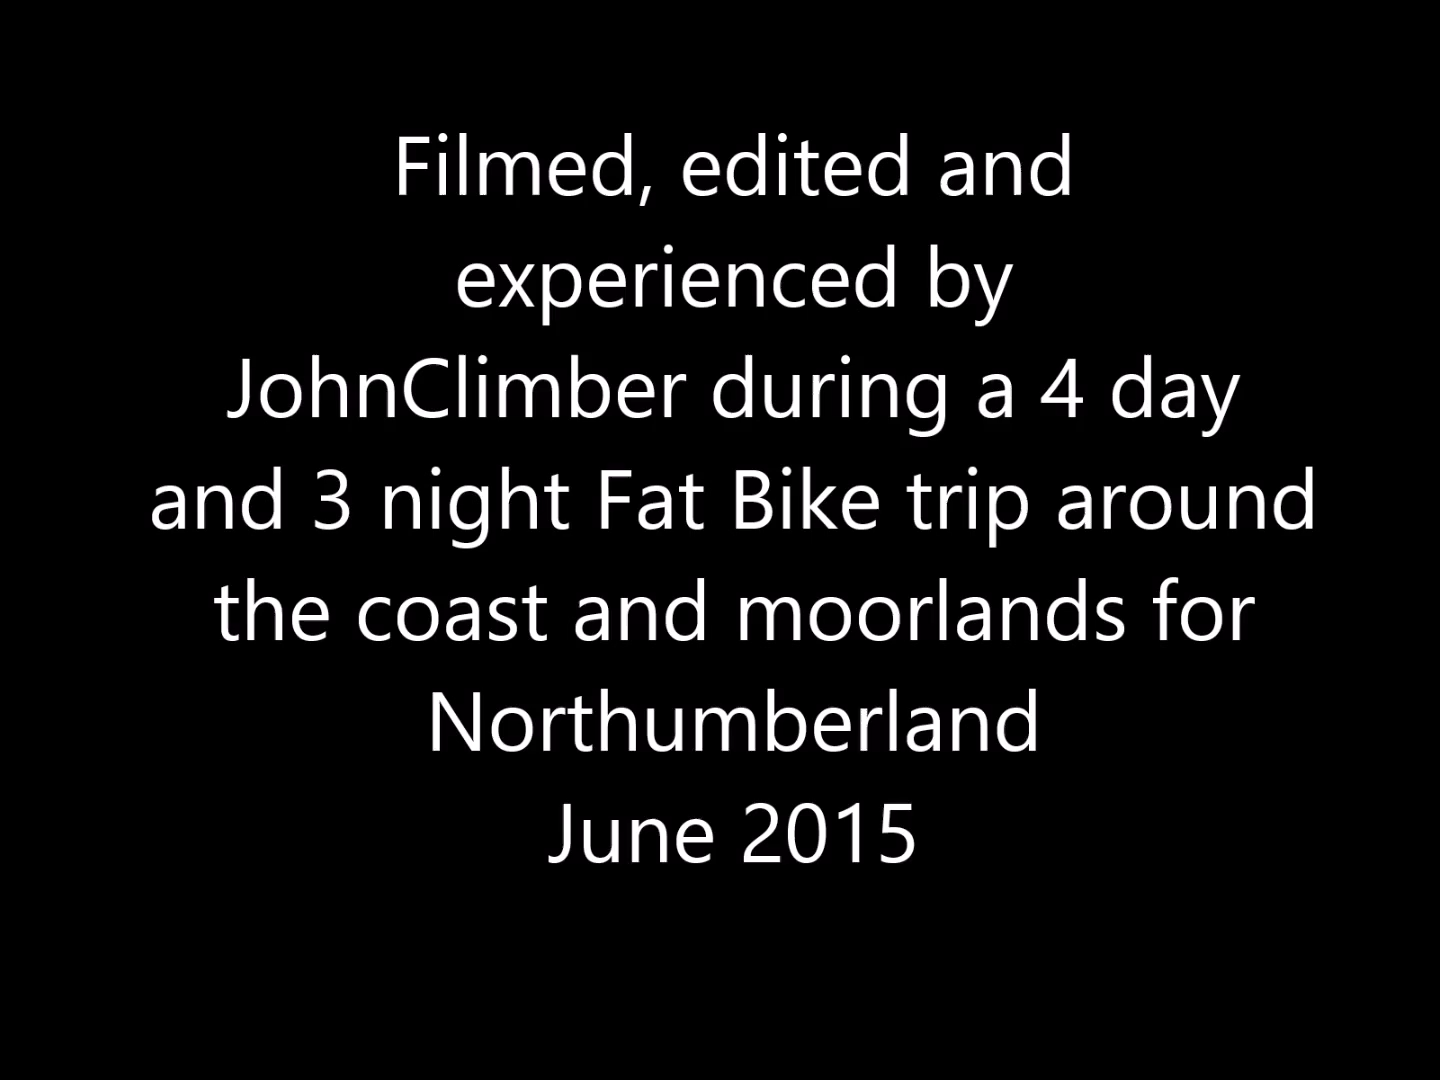 Filmed, edited and
experienced by
JohnClimber during a 4 day
and 3 night Fat Bike trip around
the coast and moorlands for
Northumberland
June 2015